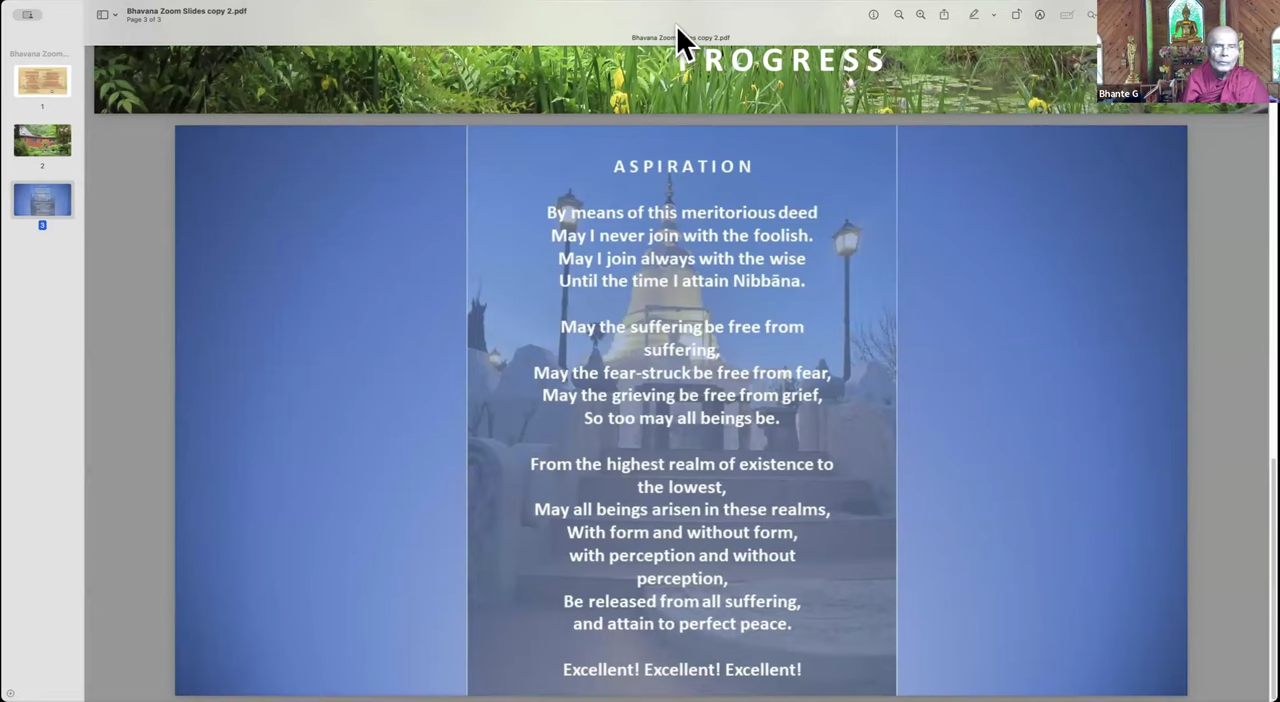 Bhavana Zoom Slides copy 2.pdf
Page 3 of 3
Bhavana Zoom...
1
2
3
PROGRESS
Bhante G
ASPIRATION
By means of this meritorious deed
May I never join with the foolish.
May I join always with the wise
Until the time I attain Nibbāna.
May the suffering be free from
suffering,
May the fear-struck be free from fear,
May the grieving be free from grief,
So too may all beings be.
From the highest realm of existence to
the lowest,
May all beings arisen in these realms,
With form and without form,
with perception and without
perception,
Be released from all suffering,
and attain to perfect peace.
Excellent! Excellent! Excellent!